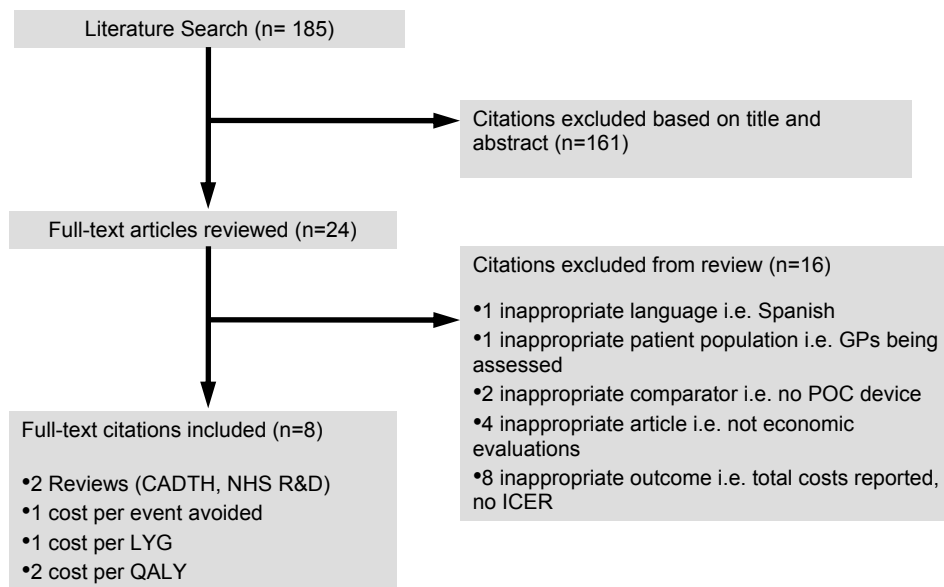 Literature Search (n= 185)
Citations excluded based on title and
abstract (n=161)
Full-text articles reviewed (n=24)
Citations excluded from review (n=16)
•1 inappropriate language i.e. Spanish
•1 inappropriate patient population i.e. GPs being
assessed
•2 inappropriate comparator i.e. no POC device
•4 inappropriate article i.e. not economic
evaluations
•8 inappropriate outcome i.e. total costs reported,
no ICER
Full-text citations included (n=8)
•2 Reviews (CADTH, NHS R&D)
•1 cost per event avoided
•1 cost per LYG
•2 cost per QALY